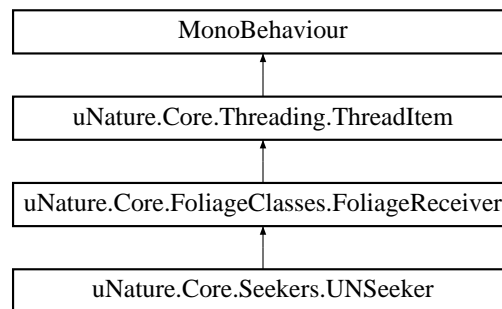 MonoBehaviour
uNature.Core.Threading.ThreadItem
uNature.Core.FoliageClasses.FoliageReceiver
uNature.Core.Seekers.UNSeeker